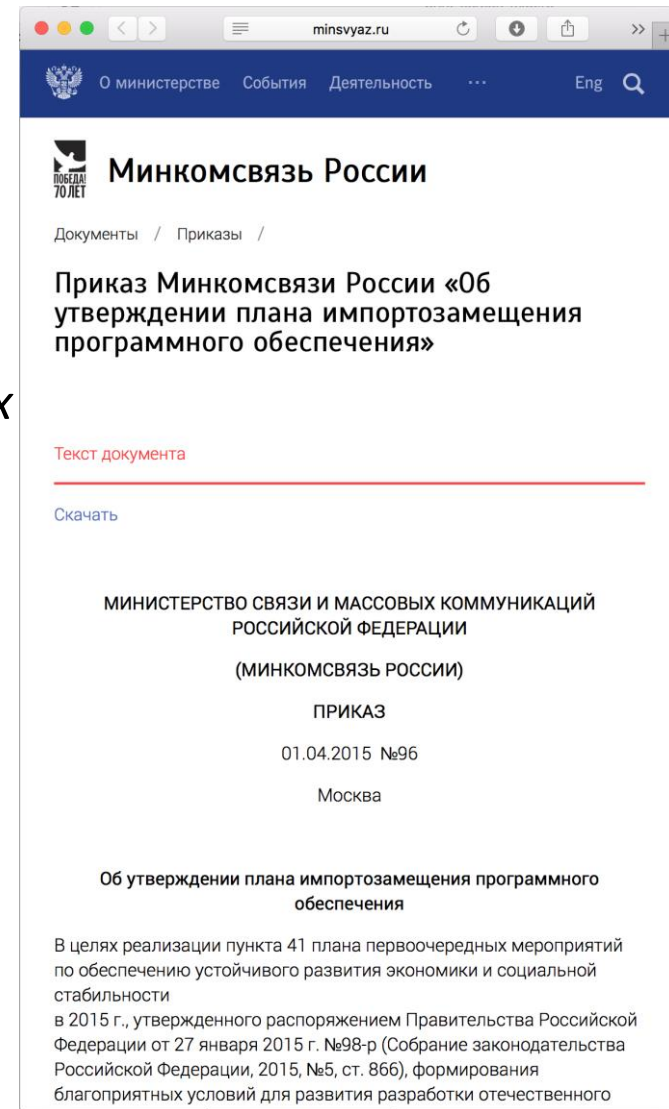 minsvyaz.ru
О министерстве События Деятельность ... Eng
ПОБЕДА!
70 ЛЕТ
Минкомсвязь России
Документы / Приказы /
Приказ Минкомсвязи России «Об
утверждении плана импортозамещения
программного обеспечения»
х
Текст документа
Скачать
МИНИСТЕРСТВО СВЯЗИ И МАССОВЫХ КОММУНИКАЦИЙ
РОССИЙСКОЙ ФЕДЕРАЦИИ
(МИНКОМСВЯЗЬ РОССИИ)
ПРИКАЗ
01.04.2015 №96
Москва
Об утверждении плана импортозамещения программного
обеспечения
В целях реализации пункта 41 плана первоочередных мероприятий
по обеспечению устойчивого развития экономики и социальной
стабильности
в 2015 г., утвержденного распоряжением Правительства Российской
Федерации от 27 января 2015 г. №98-р (Собрание законодательства
Российской Федерации, 2015, №5, ст. 866), формирования
благоприятных условий для развития разработки отечественного